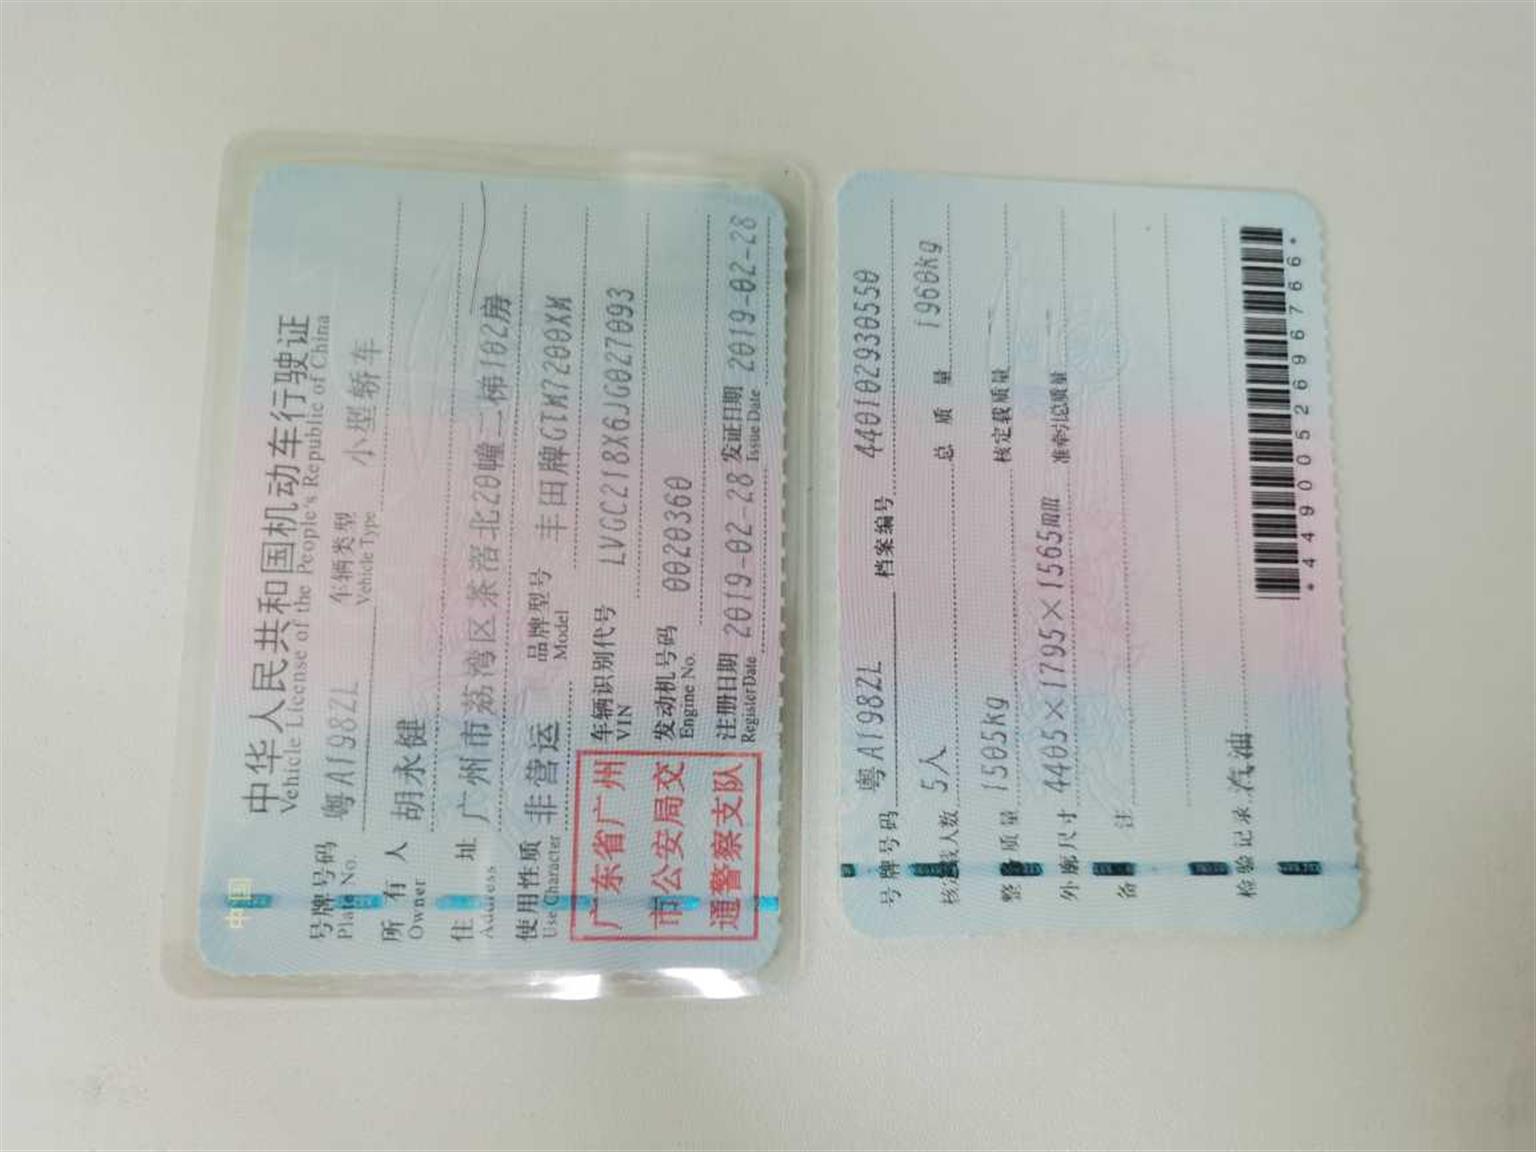 中国
中华人民共和国机动车行驶证
Vehicle License of the People's Republic of China
号牌号码 粤A198ZL 车辆类型 小型轿车
Plate No. Vehicle Type
所有人 胡永健
Owner
住址 广州市荔湾区茶滘北20幢二梯102房
Address
使用性质 非营运 品牌型号 丰田牌GTM7200XM
Use Character Model
广东省广州市公安局交通警察支队
车辆识别代号 LVGC218X6JG027093
VIN
发动机号码 0020360
Engine No.
注册日期 2019-02-28 发证日期 2019-02-28
Register Date Issue Date
号牌号码 粤A198ZL 档案编号 440102930550
核定载人数 5人 总质量 1960kg
整备质量 1505kg 核定载质量
外廓尺寸 4405×1795×1565mm 准牵引总质量
备注
检验记录 汽油
*4490052696766*